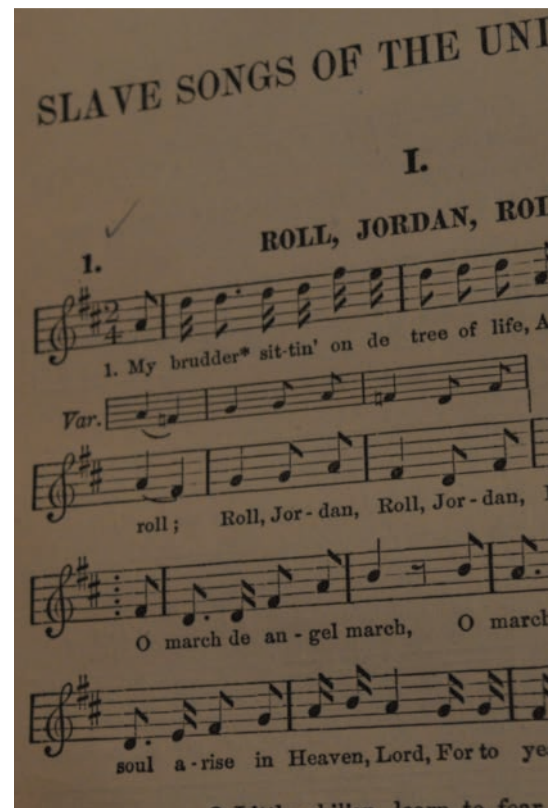 SLAVE SONGS OF THE UNI
I.
ROLL, JORDAN, ROL
1.
2
4
1. My brudder* sit-tin' on de tree of life, A
Var.
roll; Roll, Jor - dan, Roll, Jor - dan,
O march de an - gel march, O march
soul a - rise in Heaven, Lord, For to ye